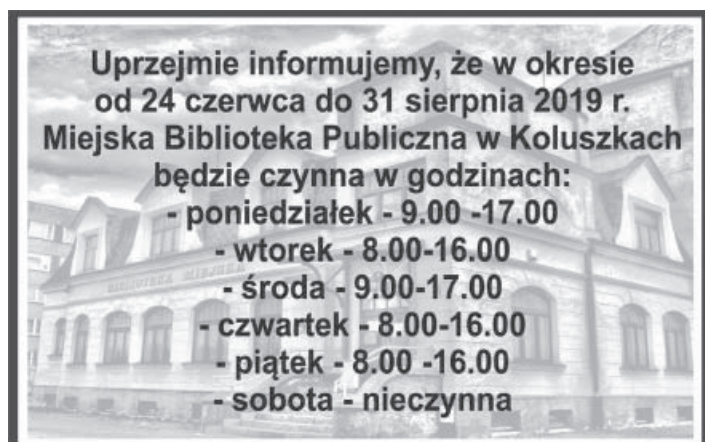 Uprzejmie informujemy, że w okresie
od 24 czerwca do 31 sierpnia 2019 r.
Miejska Biblioteka Publiczna w Koluszkach
będzie czynna w godzinach:
- poniedziałek - 9.00 -17.00
- wtorek - 8.00-16.00
- środa - 9.00-17.00
- czwartek - 8.00-16.00
- piątek - 8.00 -16.00
- sobota - nieczynna
BIBLIOTEKA MIEJSKA